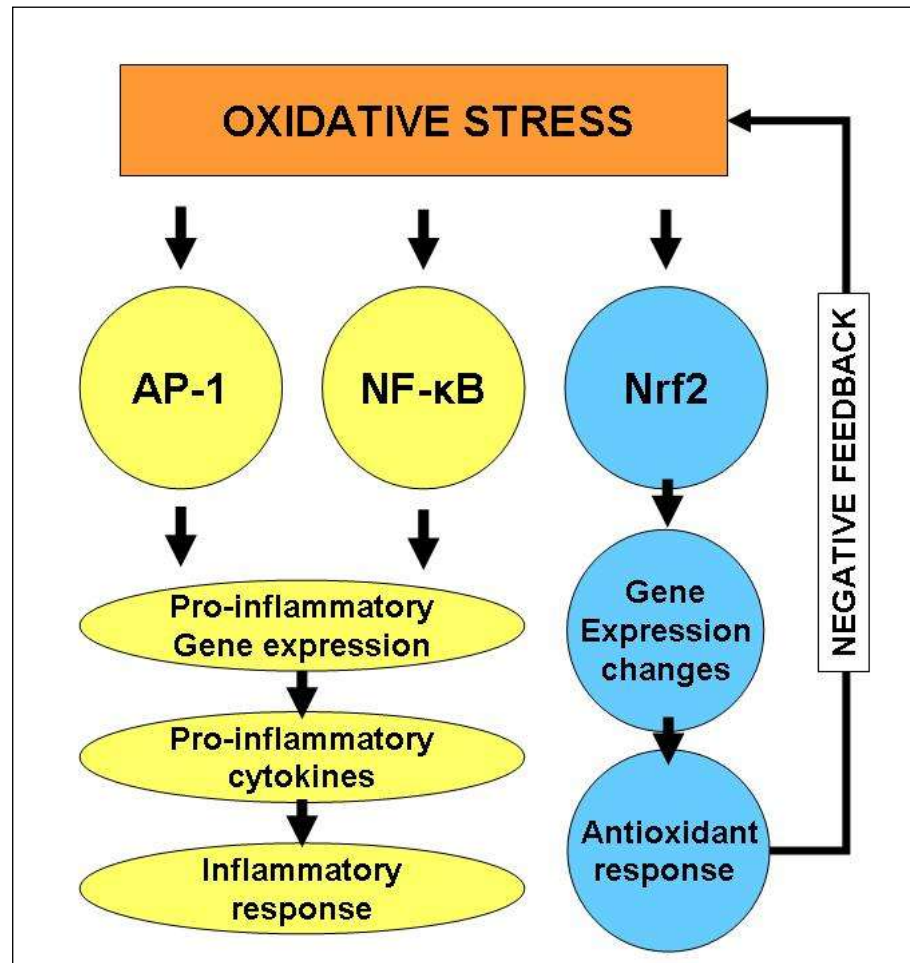 OXIDATIVE STRESS
AP-1
NF-κB
Nrf2
Pro-inflammatory
Gene expression
Pro-inflammatory
cytokines
Inflammatory
response
Gene
Expression
changes
Antioxidant
response
NEGATIVE FEEDBACK